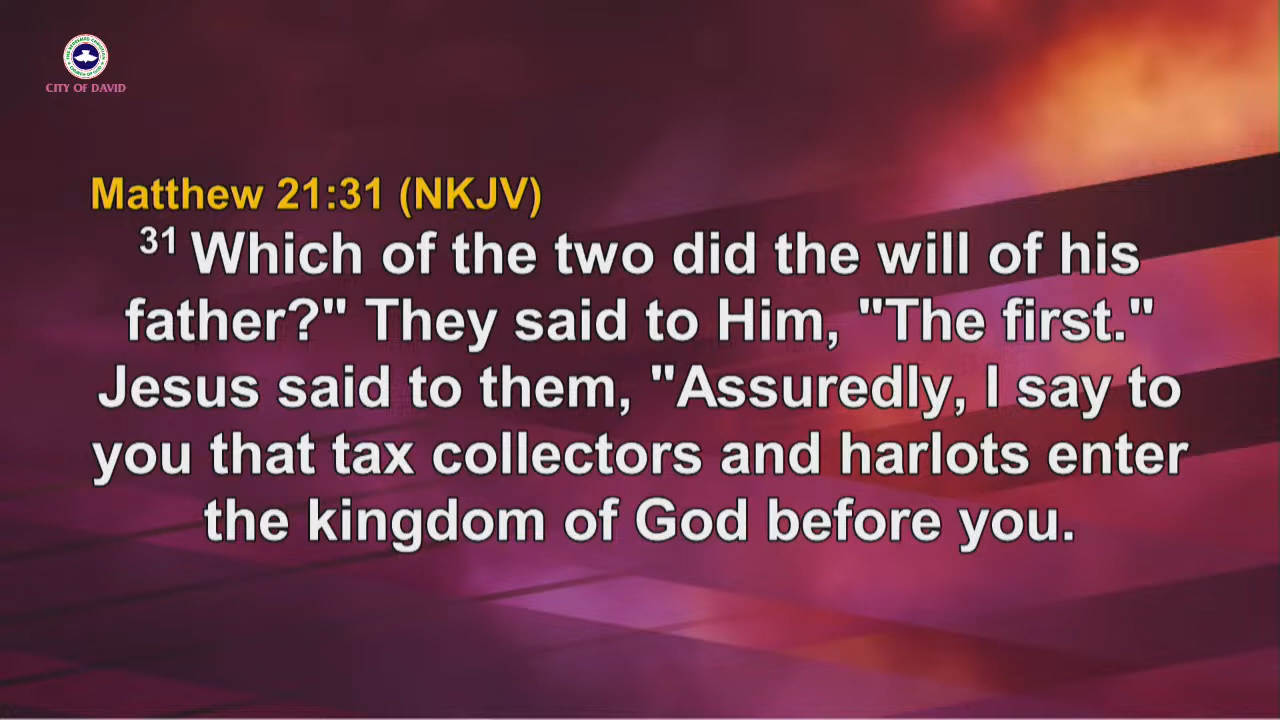 CITY OF DAVID
Matthew 21:31 (NKJV)
31 Which of the two did the will of his
father?" They said to Him, "The first."
Jesus said to them, "Assuredly, I say to
you that tax collectors and harlots enter
the kingdom of God before you.